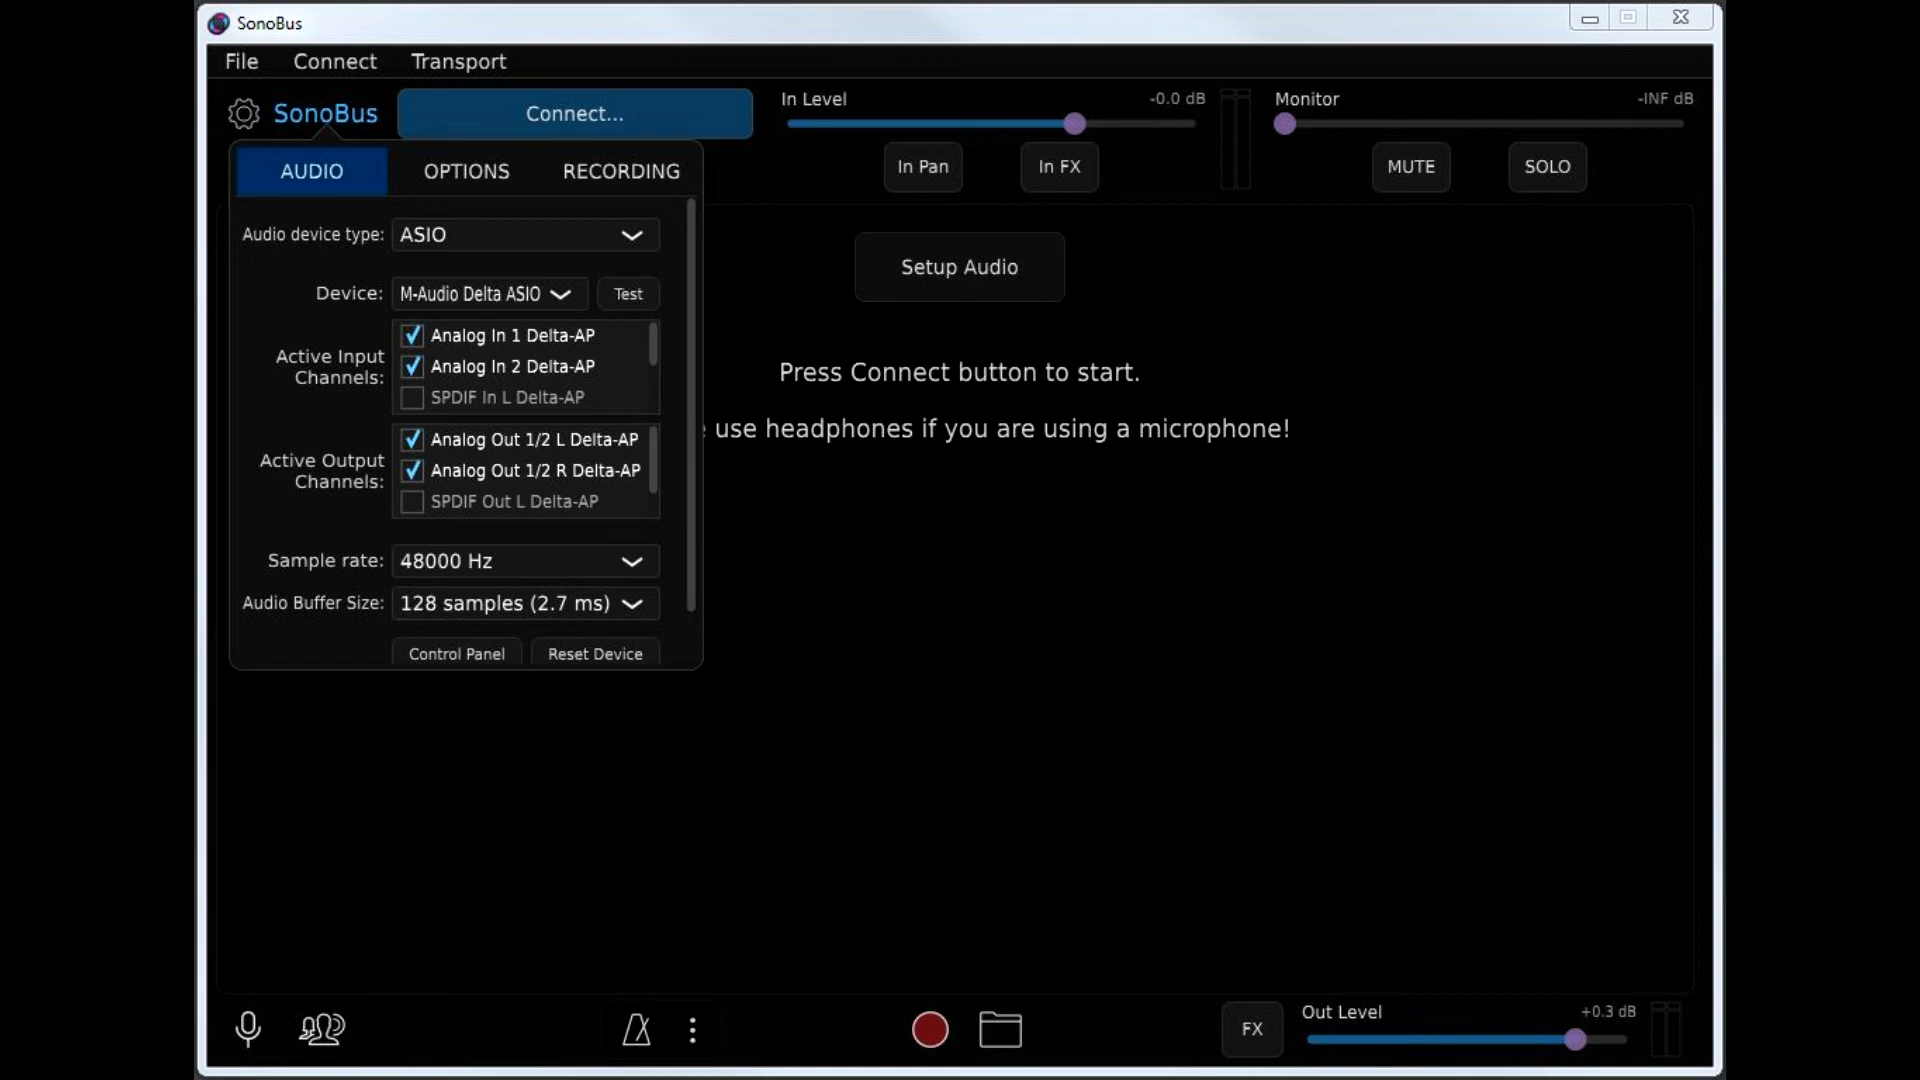 SonoBus
File Connect Transport
SonoBus
Connect...
In Level -0.0 dB
Monitor -INF dB
In Pan In FX
MUTE SOLO
AUDIO OPTIONS RECORDING
Audio device type: ASIO
Device: M-Audio Delta ASIO Test
Active Input
Channels:
Analog In 1 Delta-AP
Analog In 2 Delta-AP
SPDIF In L Delta-AP
Active Output
Channels:
Analog Out 1/2 L Delta-AP
Analog Out 1/2 R Delta-AP
SPDIF Out L Delta-AP
Sample rate: 48000 Hz
Audio Buffer Size: 128 samples (2.7 ms)
Control Panel Reset Device
Setup Audio
Press Connect button to start.
use headphones if you are using a microphone!
FX
Out Level +0.3 dB